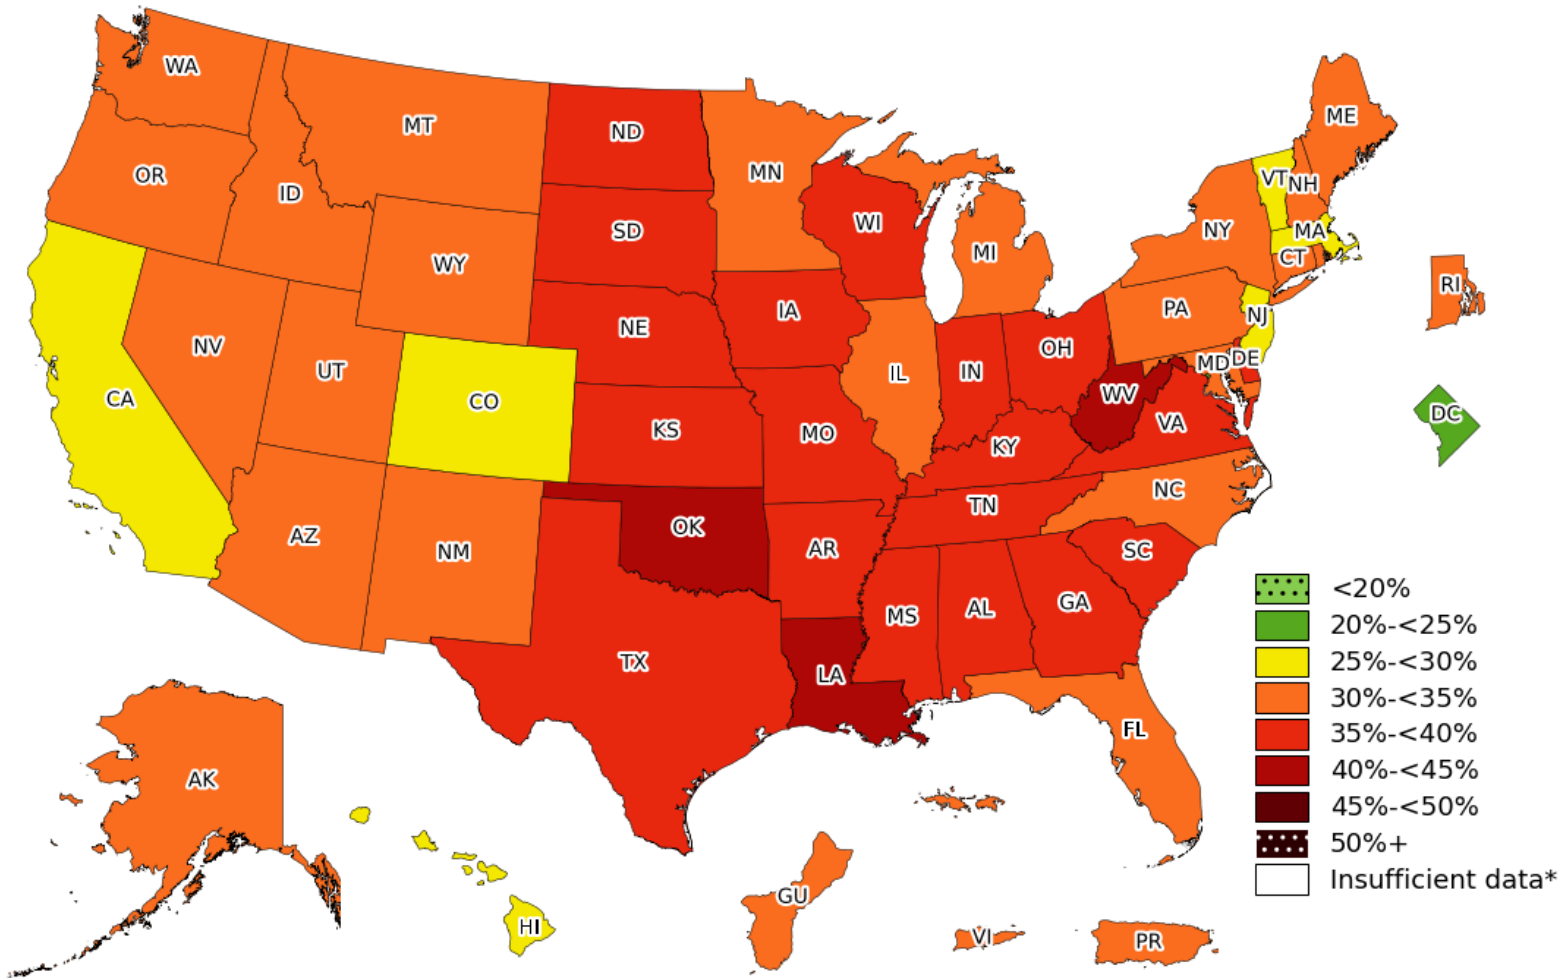 WA
MT
ND
MN
ME
OR
ID
SD
WI
MI
VT
NH
NY
MA
CT
WY
NE
IA
PA
NJ
RI
NV
UT
CO
KS
IL
IN
OH
MD
DE
WV
VA
DC
CA
MO
KY
AZ
NM
OK
AR
TN
NC
SC
MS
AL
GA
TX
LA
FL
AK
HI
GU
VI
PR
<20%
20%-<25%
25%-<30%
30%-<35%
35%-<40%
40%-<45%
45%-<50%
50%+
Insufficient data*